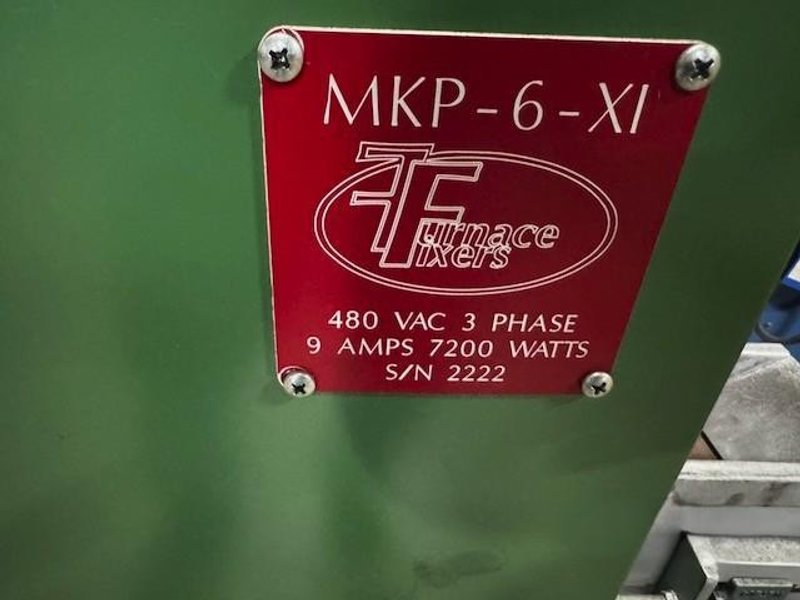 MKP-6-XI
Furnace
Fixers
480 VAC 3 PHASE
9 AMPS 7200 WATTS
S/N 2222